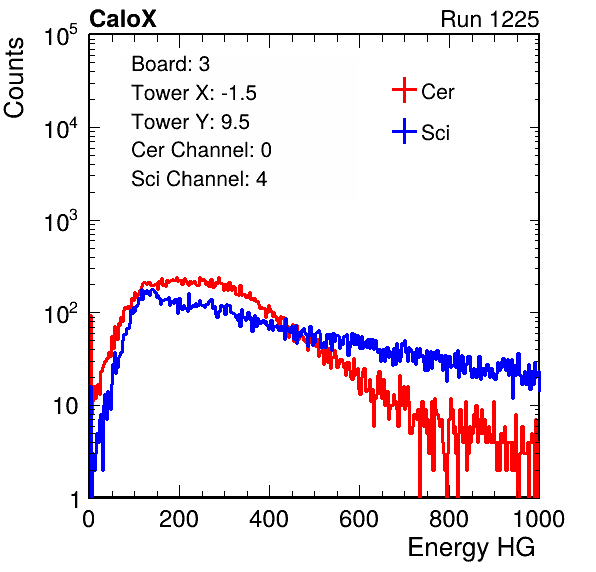 CaloX Run 1225
Counts
10^5
10^4
10^3
10^2
10
1
Board: 3
Tower X: -1.5
Tower Y: 9.5
Cer Channel: 0
Sci Channel: 4
Cer
Sci
0 200 400 600 800 1000
Energy HG